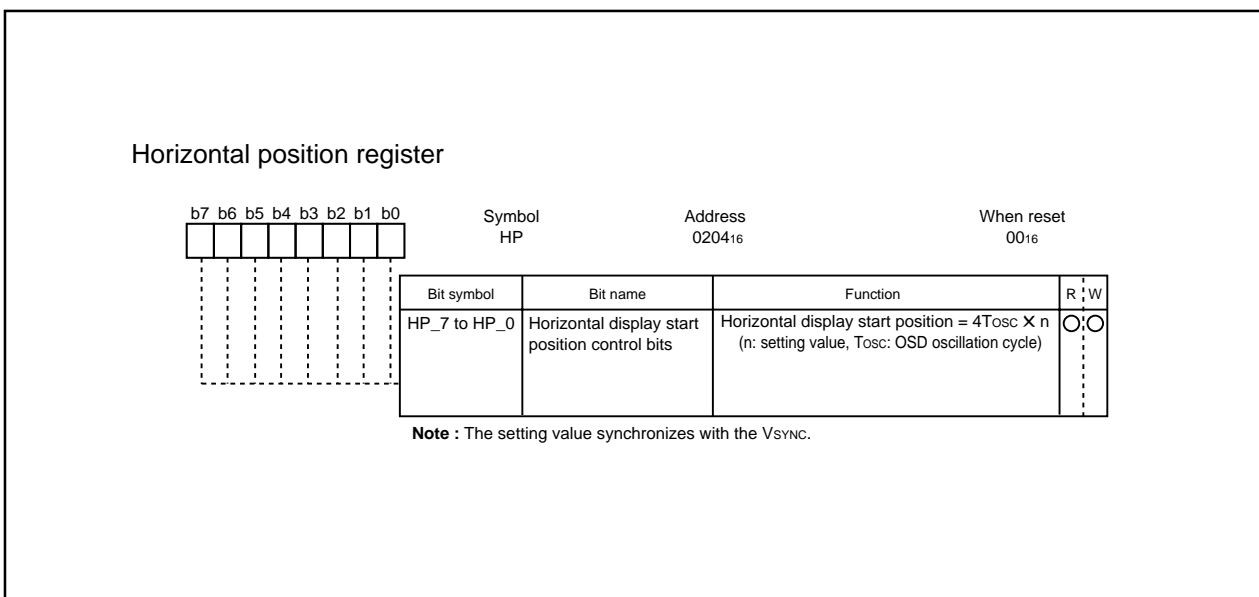 Horizontal position register
b7 b6 b5 b4 b3 b2 b1 b0
Symbol Address When reset
HP 020416 0016
Bit symbol Bit name Function R W
HP_7 to HP_0 Horizontal display start Horizontal display start position = 4Tosc ✕ n ○ ○
position control bits (n: setting value, Tosc: OSD oscillation cycle)
Note : The setting value synchronizes with the VSYNC.